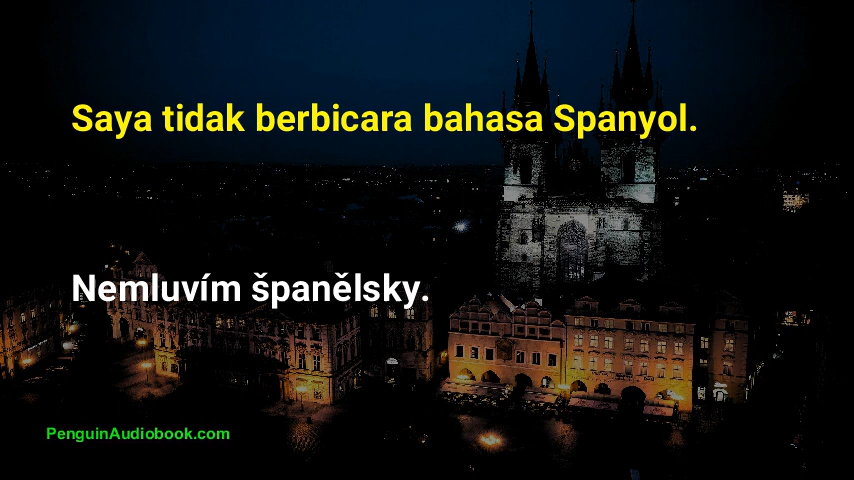 Saya tidak berbicara bahasa Spanyol.
Nemluvím španělsky.
PenguinAudiobook.com